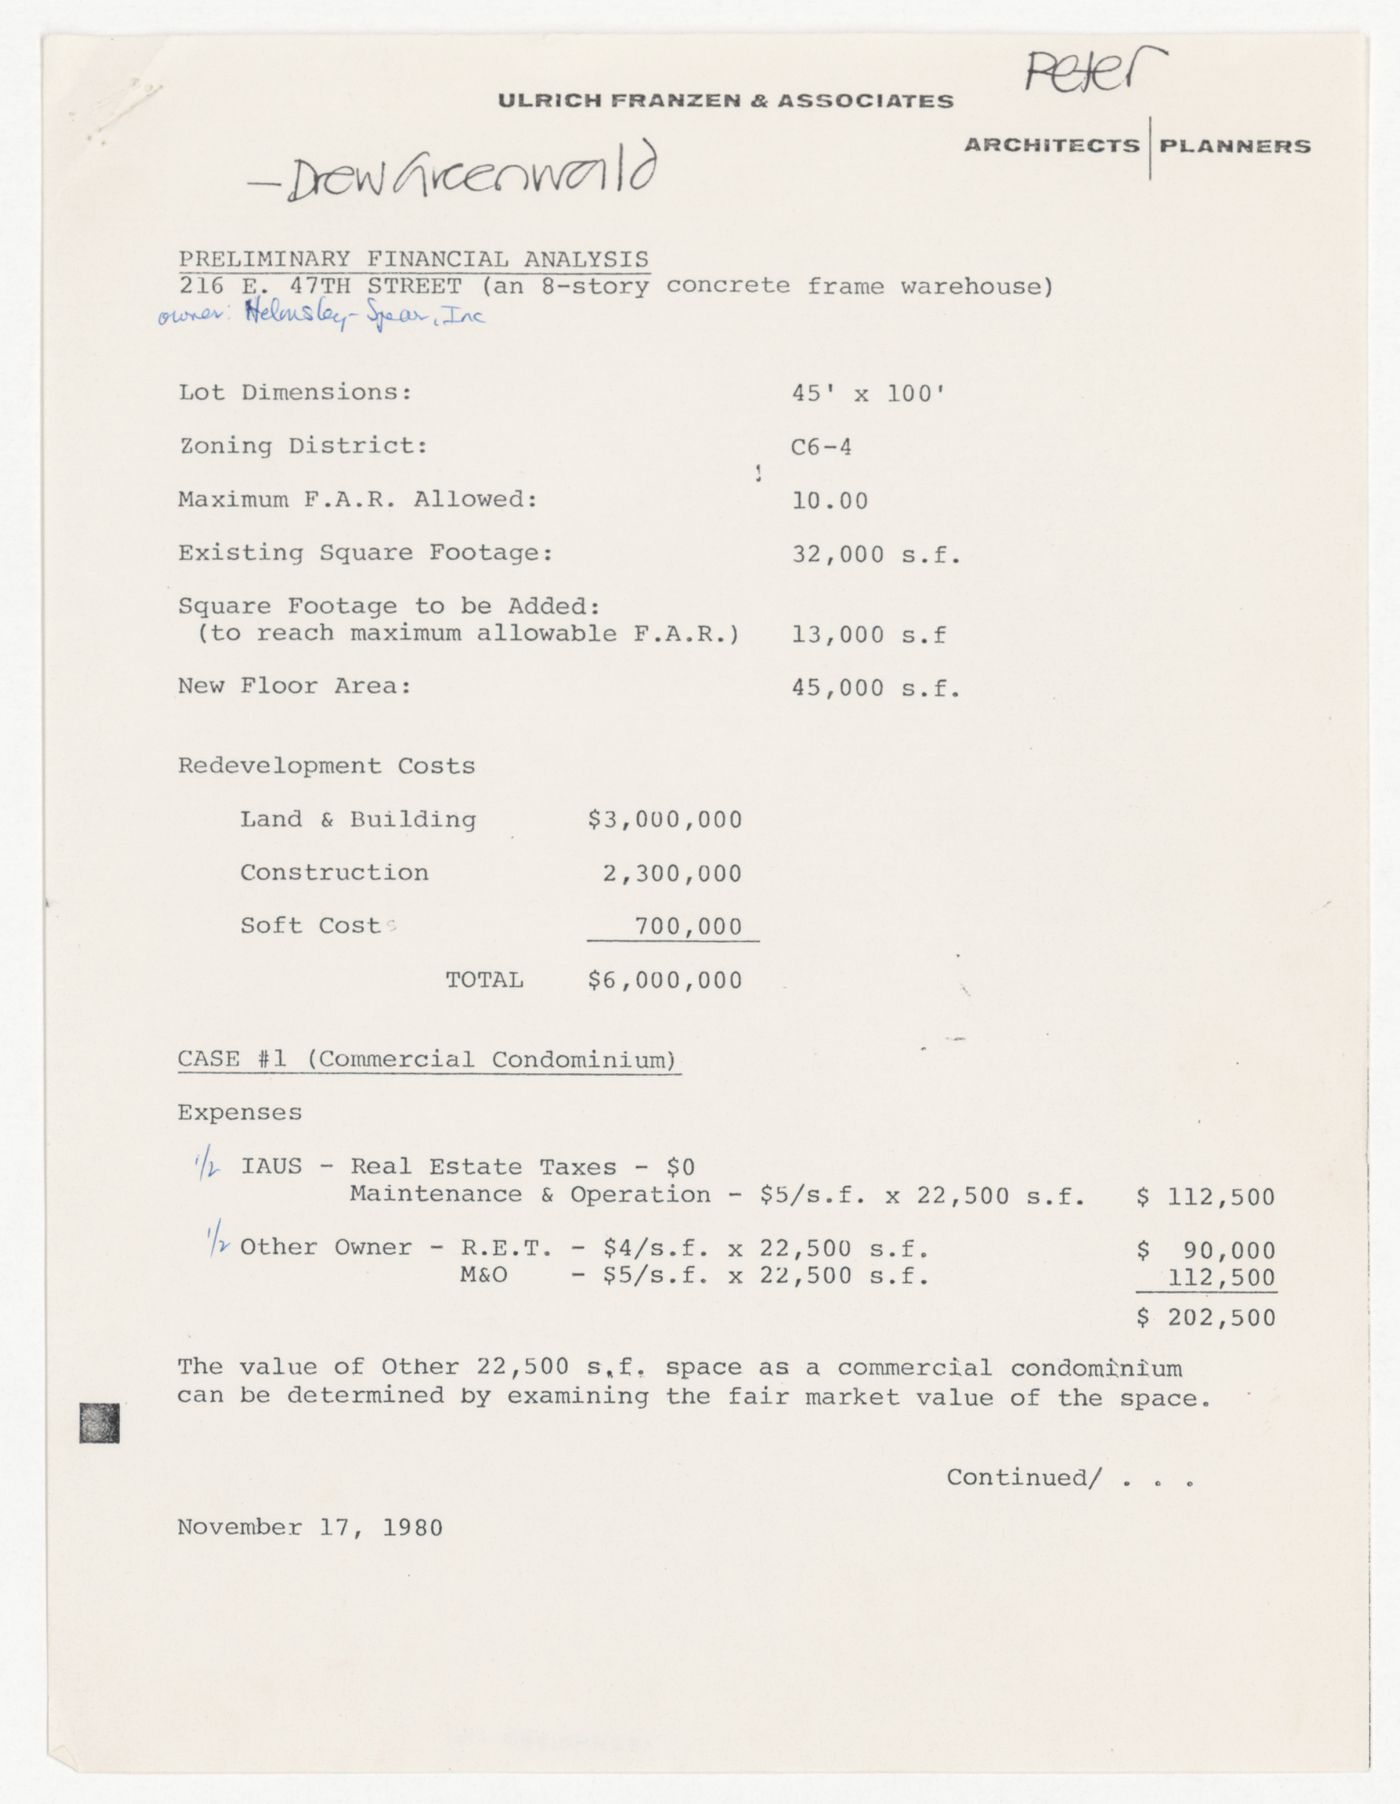 Peter
ULRICH FRANZEN & ASSOCIATES
ARCHITECTS | PLANNERS
— Drew Greenwald
PRELIMINARY FINANCIAL ANALYSIS
216 E. 47TH STREET (an 8-story concrete frame warehouse)
owner: Helmsley-Spear, Inc
Lot Dimensions: 45' x 100'
Zoning District: C6-4
Maximum F.A.R. Allowed: 10.00
Existing Square Footage: 32,000 s.f.
Square Footage to be Added:
(to reach maximum allowable F.A.R.) 13,000 s.f
New Floor Area: 45,000 s.f.
Redevelopment Costs
Land & Building $3,000,000
Construction 2,300,000
Soft Costs 700,000
TOTAL $6,000,000
CASE #1 (Commercial Condominium)
Expenses
1/2 IAUS - Real Estate Taxes - $0
Maintenance & Operation - $5/s.f. x 22,500 s.f. $ 112,500
1/2 Other Owner - R.E.T. - $4/s.f. x 22,500 s.f. $ 90,000
M&O - $5/s.f. x 22,500 s.f. 112,500
$ 202,500
The value of Other 22,500 s.f. space as a commercial condominium
can be determined by examining the fair market value of the space.
Continued/ . . .
November 17, 1980